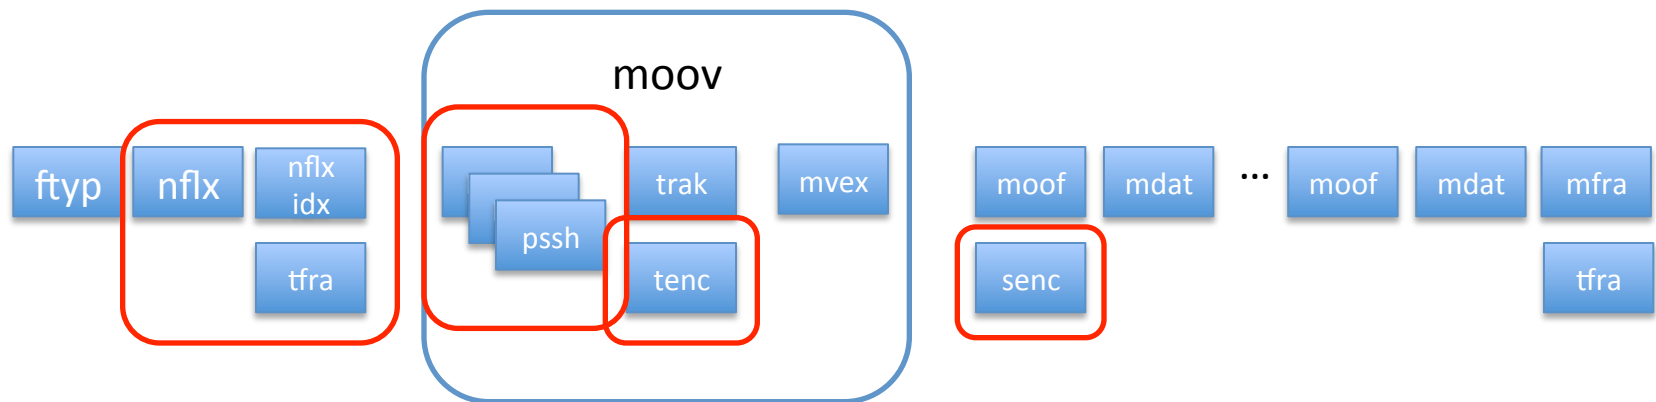 moov
ftyp
nflx
nflx
idx
tfra
pssh
trak
tenc
mvex
moof
senc
mdat
...
moof
mdat
mfra
tfra